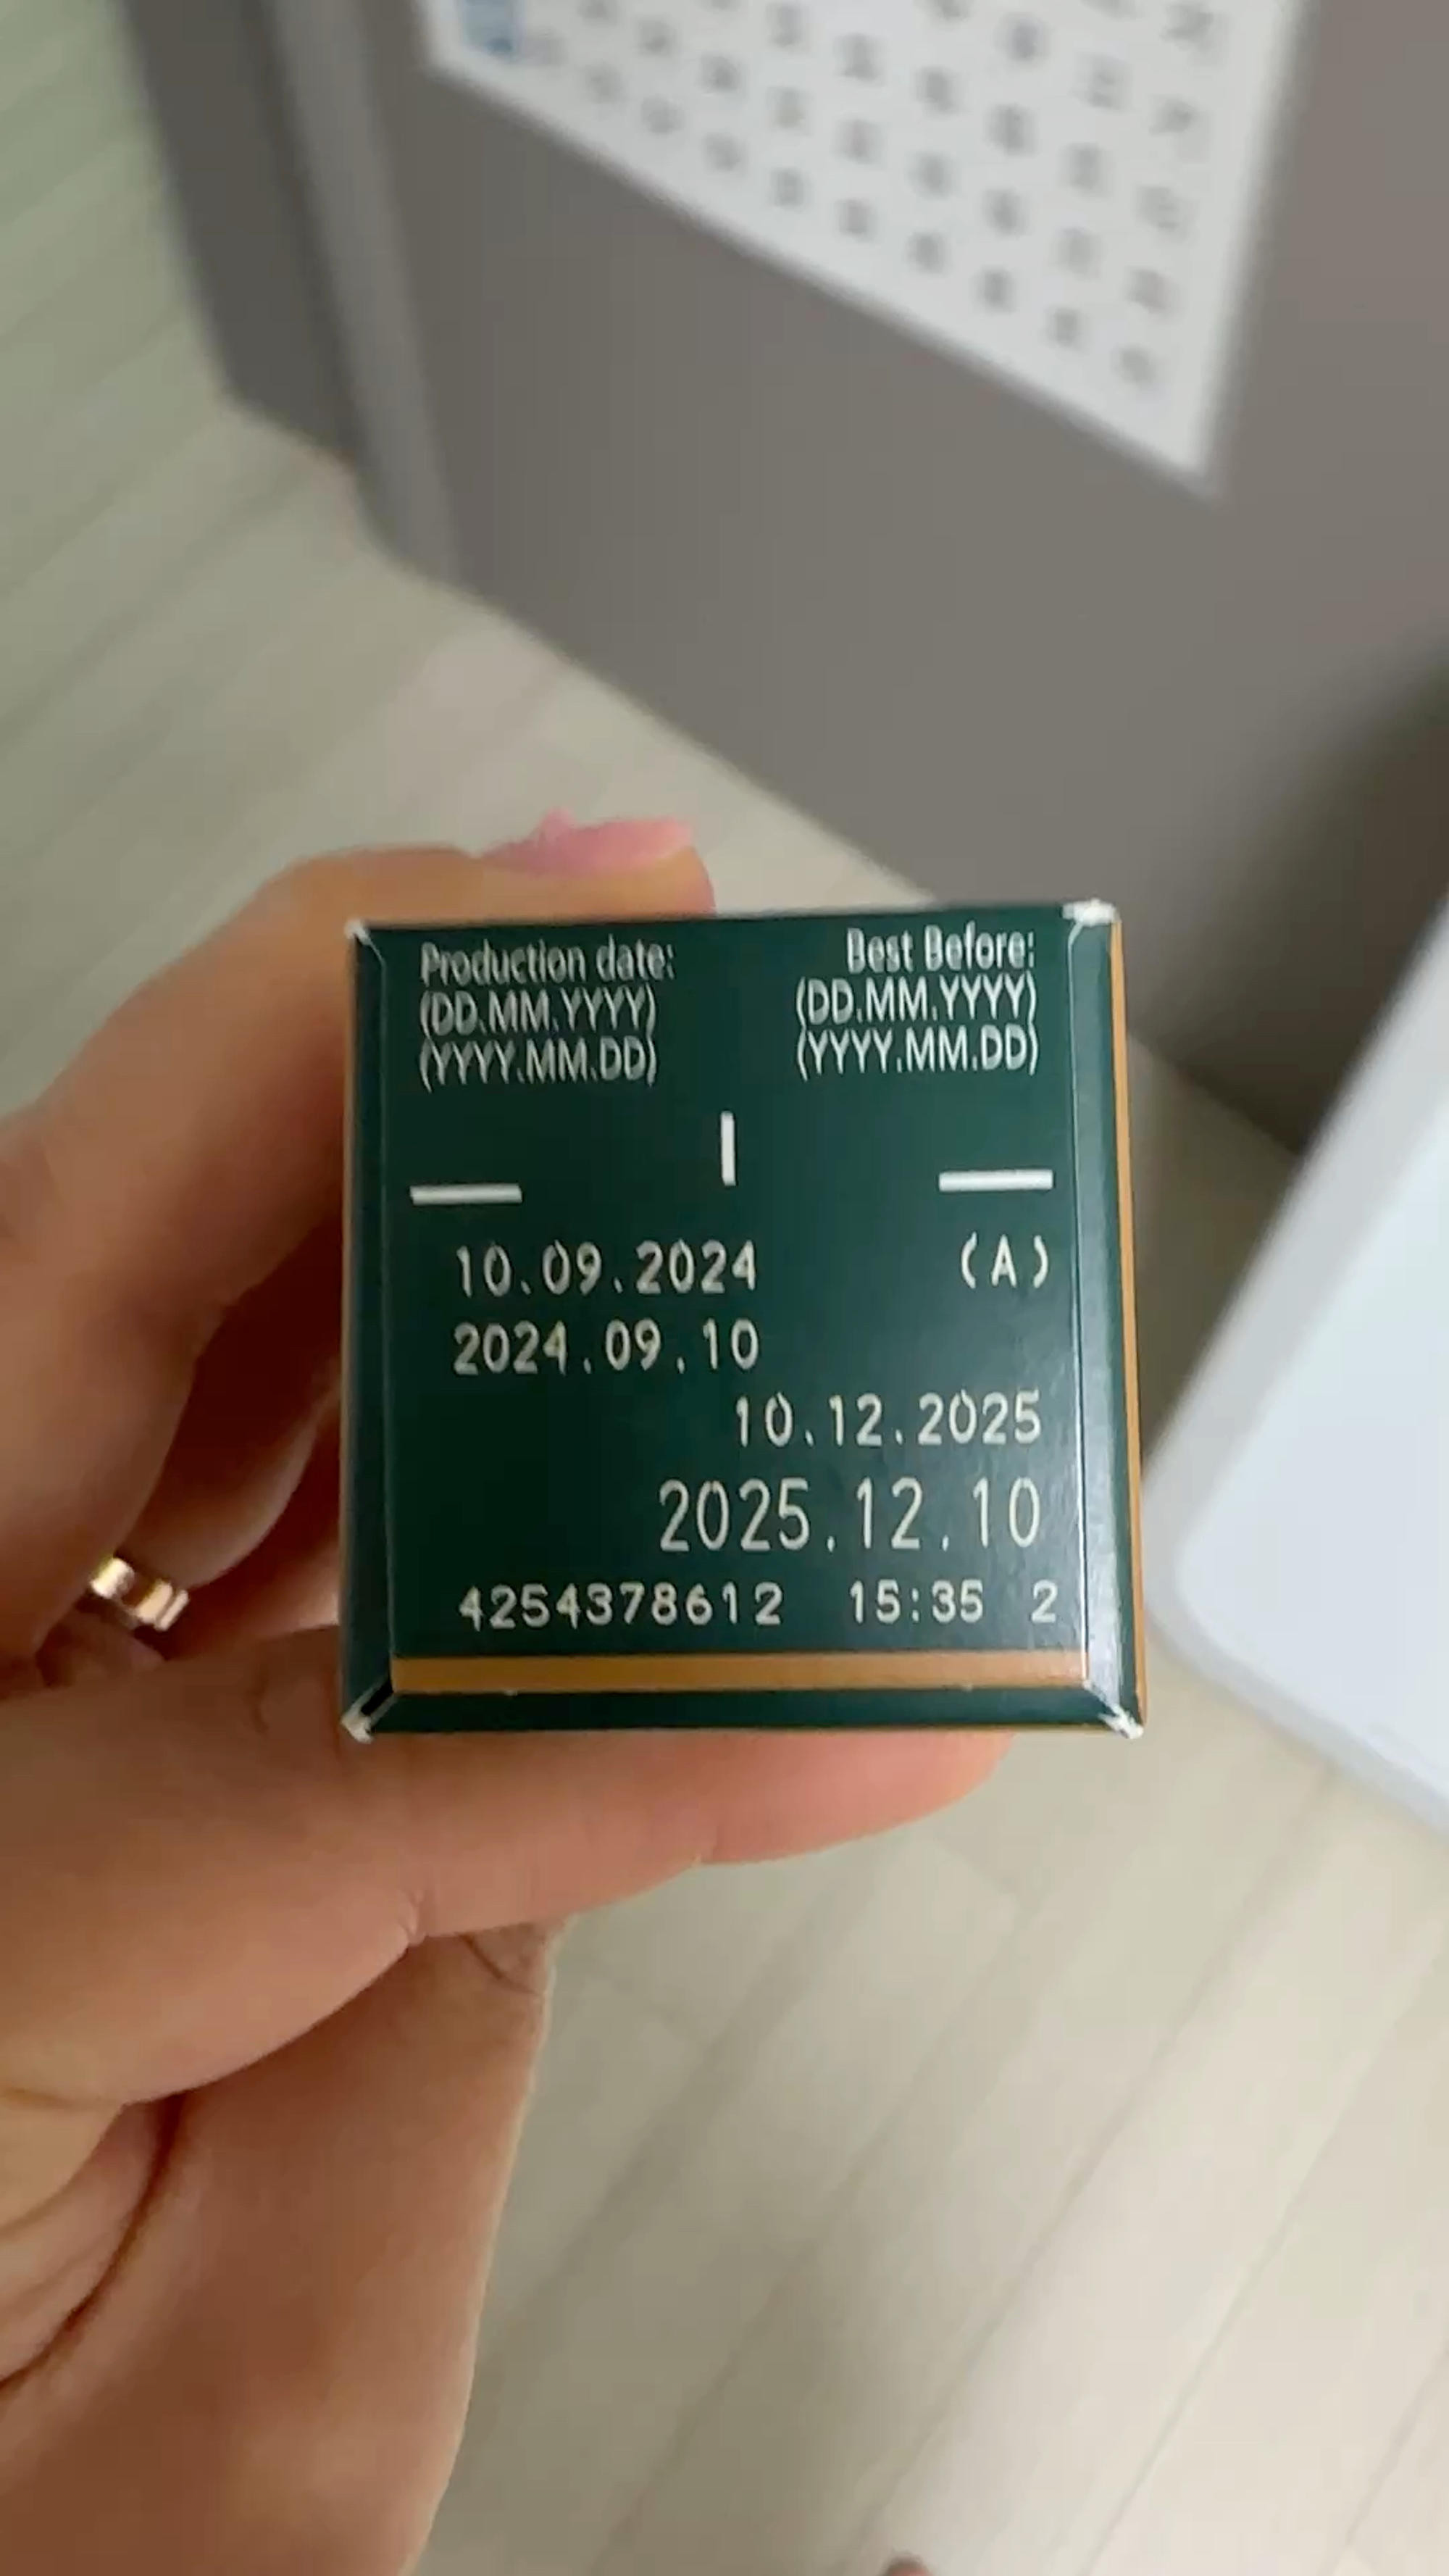 Production date:
(DD.MM.YYYY)
(YYYY.MM.DD)
Best Before:
(DD.MM.YYYY)
(YYYY.MM.DD)
10.09.2024 (A)
2024.09.10
10.12.2025
2025.12.10
4254378612 15:35 2